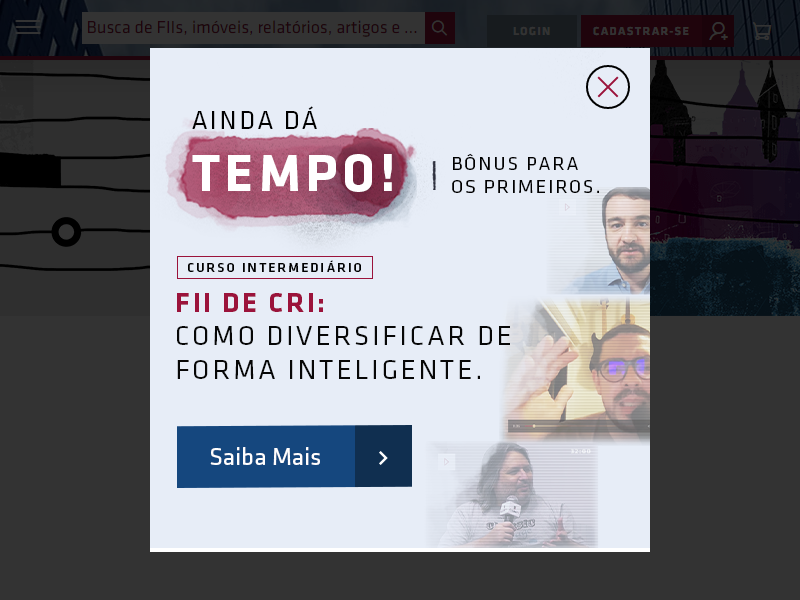 Busca de FIIs, imóveis, relatórios, artigos e ...
LOGIN
CADASTRAR-SE
AINDA DÁ
TEMPO!
BÔNUS PARA
OS PRIMEIROS.
CURSO INTERMEDIÁRIO
FII DE CRI:
COMO DIVERSIFICAR DE
FORMA INTELIGENTE.
Saiba Mais